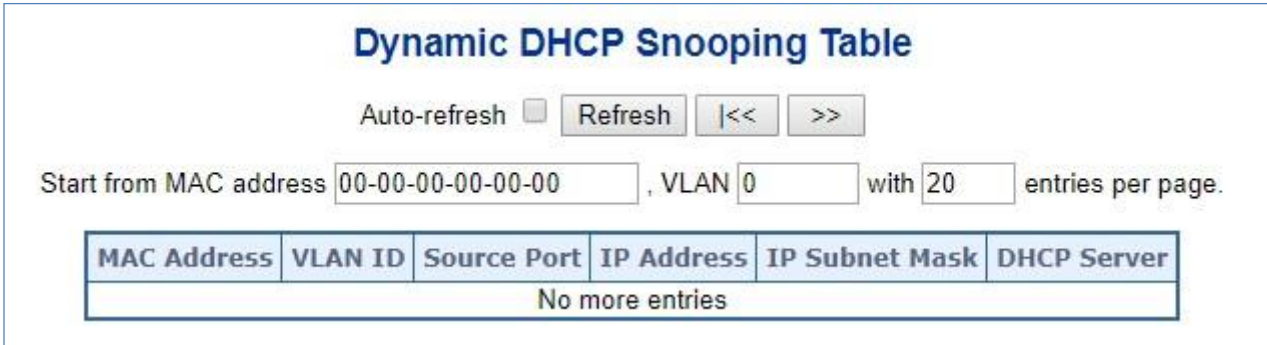 Dynamic DHCP Snooping Table
Auto-refresh Refresh |<< >>
Start from MAC address 00-00-00-00-00-00 , VLAN 0 with 20 entries per page.
MAC Address VLAN ID Source Port IP Address IP Subnet Mask DHCP Server
No more entries